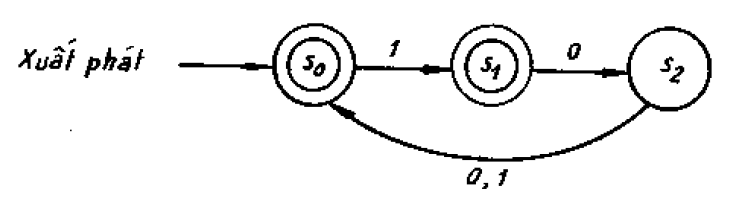 Xuất phát
s₀
1
s₁
0
s₂
0, 1